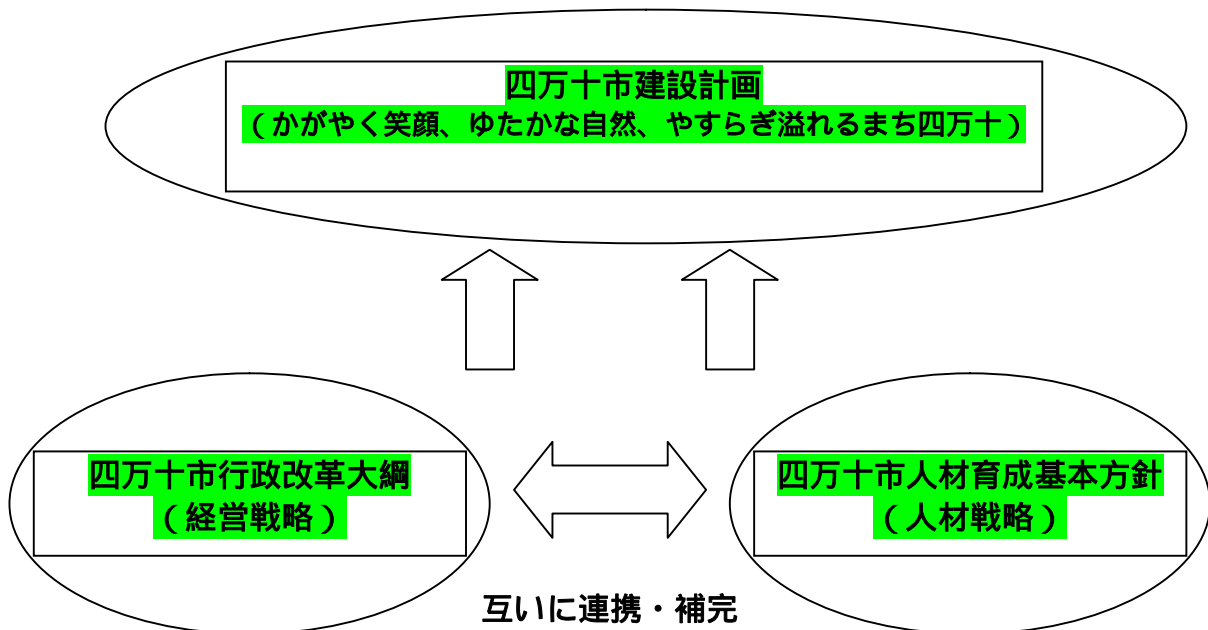 四万十市建設計画
(かがやく笑顔、ゆたかな自然、やすらぎ溢れるまち四万十)
四万十市行政改革大綱
(経営戦略)
四万十市人材育成基本方針
(人材戦略)
互いに連携・補完